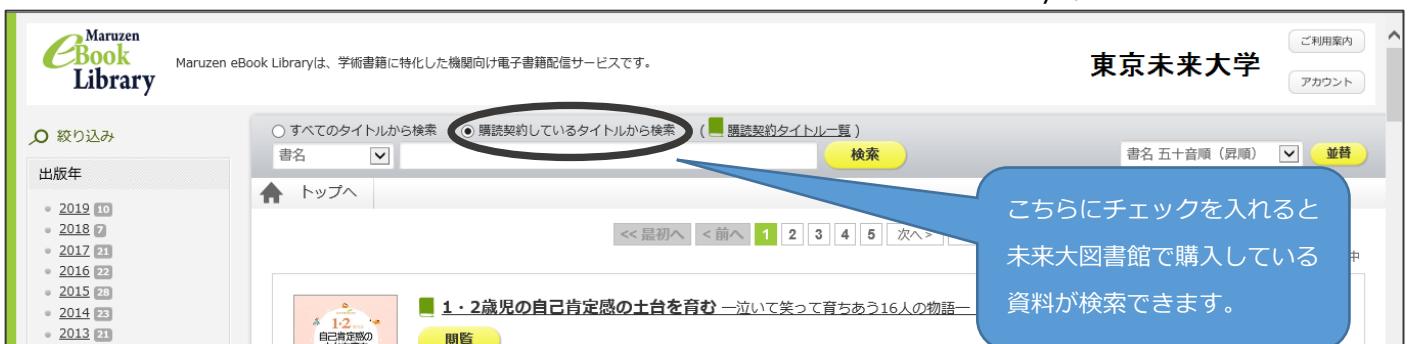 Maruzen
eBook
Library
Maruzen eBook Libraryは、学術書籍に特化した機関向け電子書籍配信サービスです。
東京未来大学
ご利用案内
アカウント
絞り込み
出版年
2019 10
2018 7
2017 21
2016 22
2015 28
2014 23
2013 21
すべてのタイトルから検索 購読契約しているタイトルから検索 ( 購読契約タイトル一覧 )
書名 検索 書名 五十音順（昇順） 並替
トップへ
<< 最初へ < 前へ 1 2 3 4 5 次へ >
中
こちらにチェックを入れると
未来大図書館で購入している
資料が検索できます。
1・2
自己肯定感の
1・2歳児の自己肯定感の土台を育む ―泣いて笑って育ちあう16人の物語―
閲覧